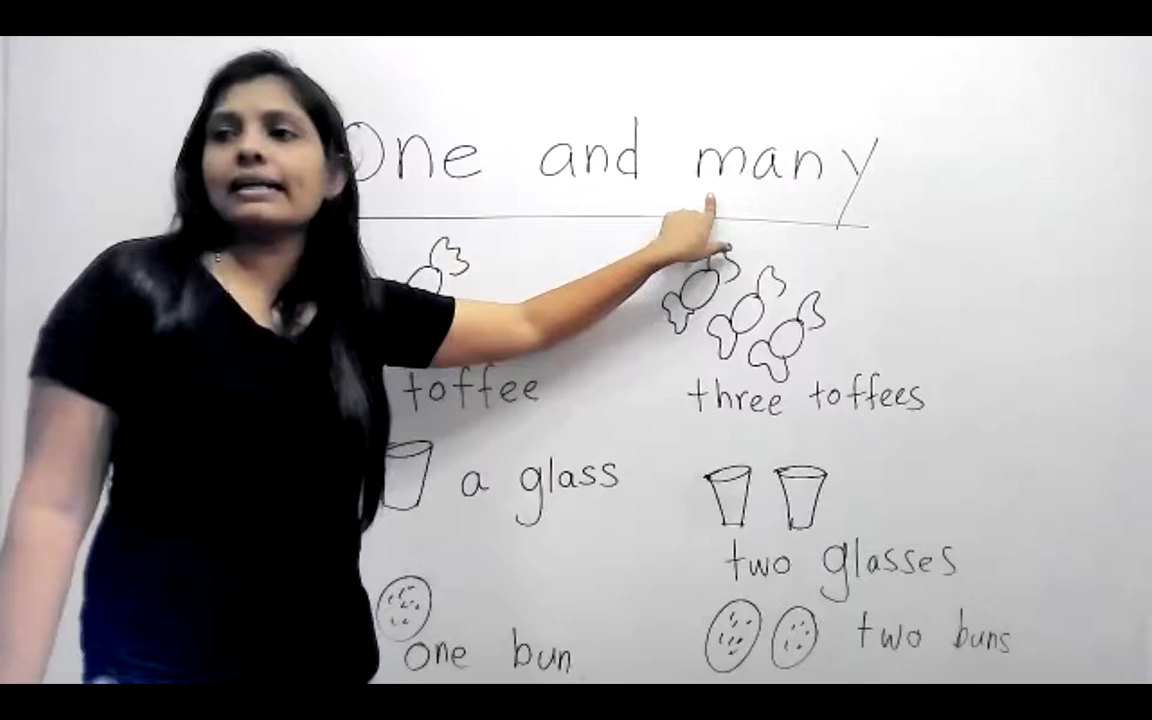 One and many
toffee
three toffees
a glass
two glasses
one bun
two buns